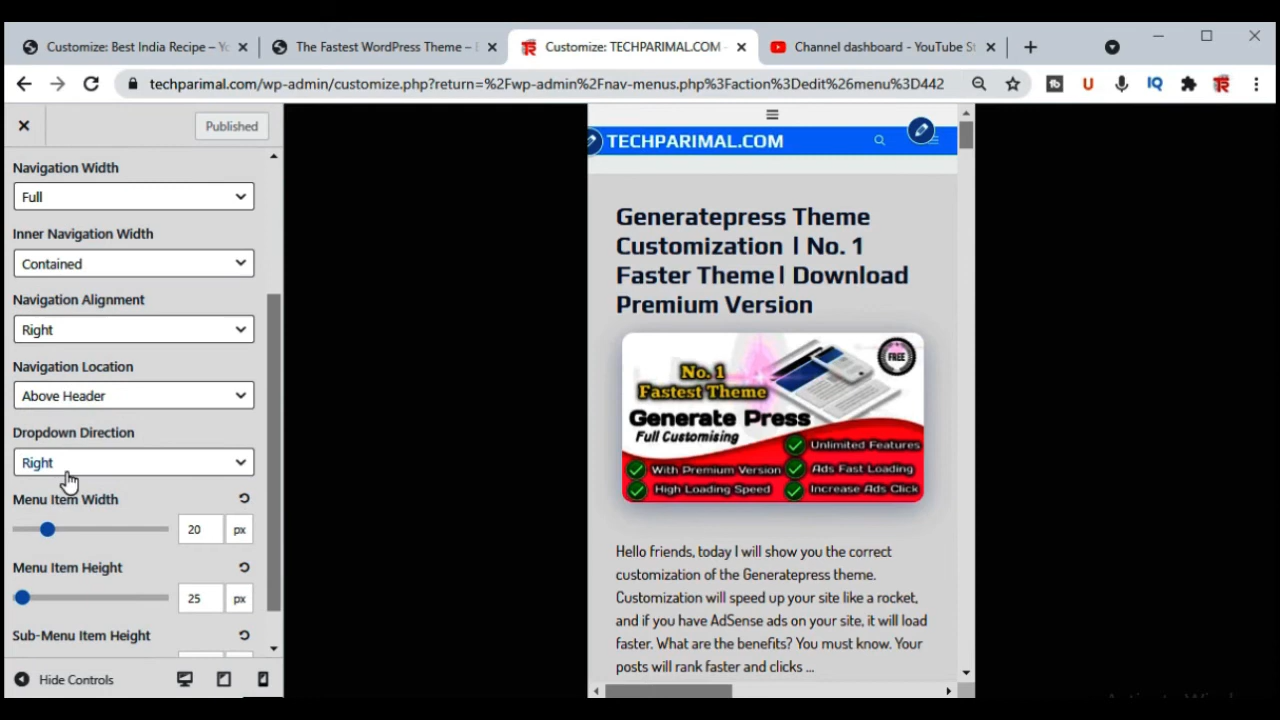 Customize: Best India Recipe – Yo
The Fastest WordPress Theme –
Customize: TECHPARIMAL.COM –
Channel dashboard - YouTube St
techparimal.com/wp-admin/customize.php?return=%2Fwp-admin%2Fnav-menus.php%3Faction%3Dedit%26menu%3D442
Published
Navigation Width
Full
Inner Navigation Width
Contained
Navigation Alignment
Right
Navigation Location
Above Header
Dropdown Direction
Right
Menu Item Width
20 px
Menu Item Height
25 px
Sub-Menu Item Height
Hide Controls
TECHPARIMAL.COM
Generatepress Theme
Customization | No. 1
Faster Theme| Download
Premium Version
No. 1
Fastest Theme
FREE
Generate Press
Full Customising
Unlimited Features
With Premium Version
Ads Fast Loading
High Loading Speed
Increase Ads Click
Hello friends, today I will show you the correct
customization of the Generatepress theme.
Customization will speed up your site like a rocket,
and if you have AdSense ads on your site, it will load
faster. What are the benefits? You must know. Your
posts will rank faster and clicks ...